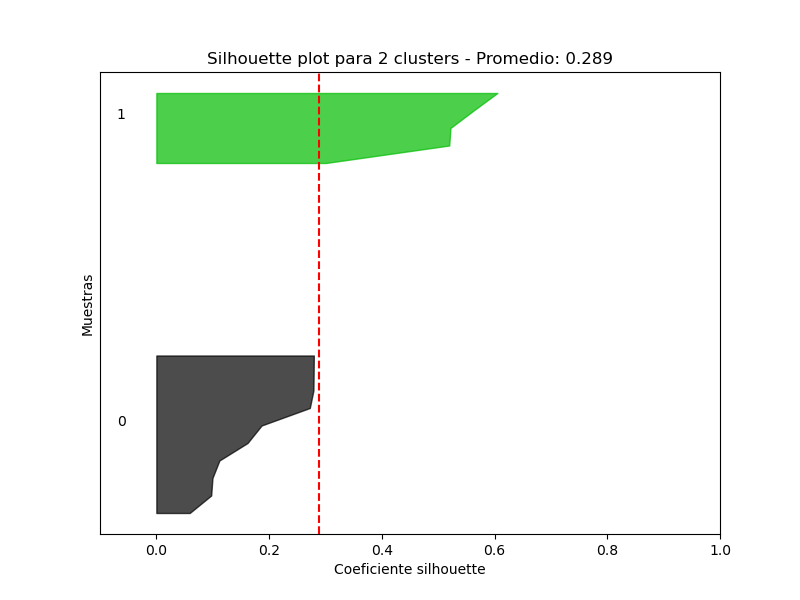 Silhouette plot para 2 clusters - Promedio: 0.289
1
0
Muestras
0.0 0.2 0.4 0.6 0.8 1.0
Coeficiente silhouette